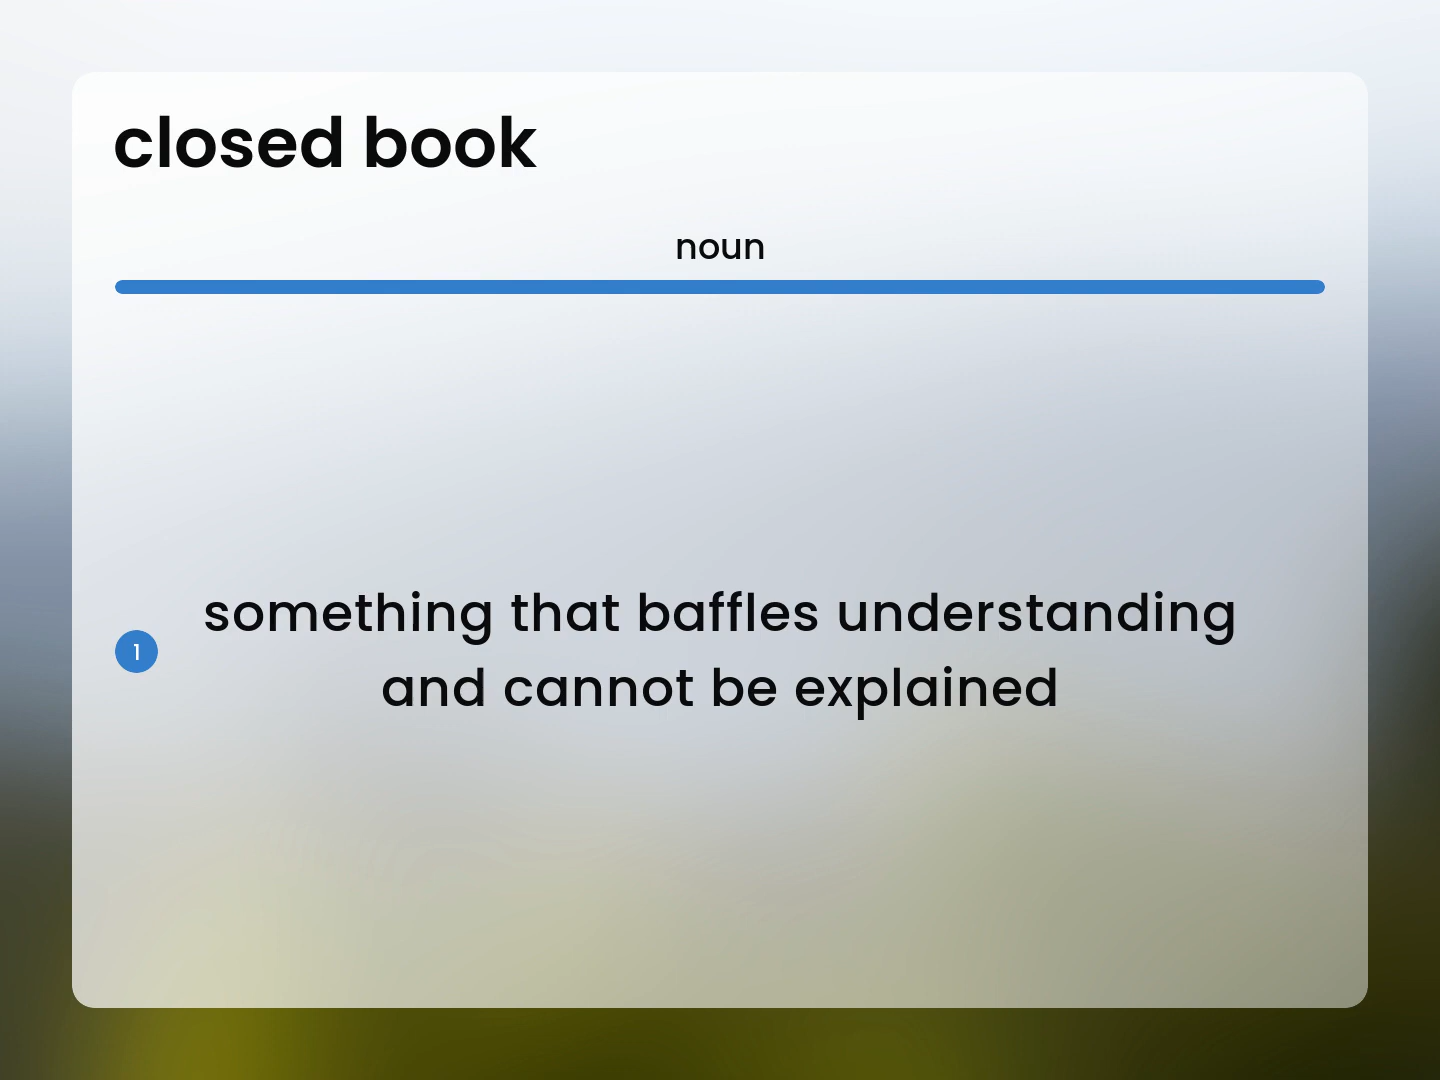 closed book
noun
1
something that baffles understanding
and cannot be explained